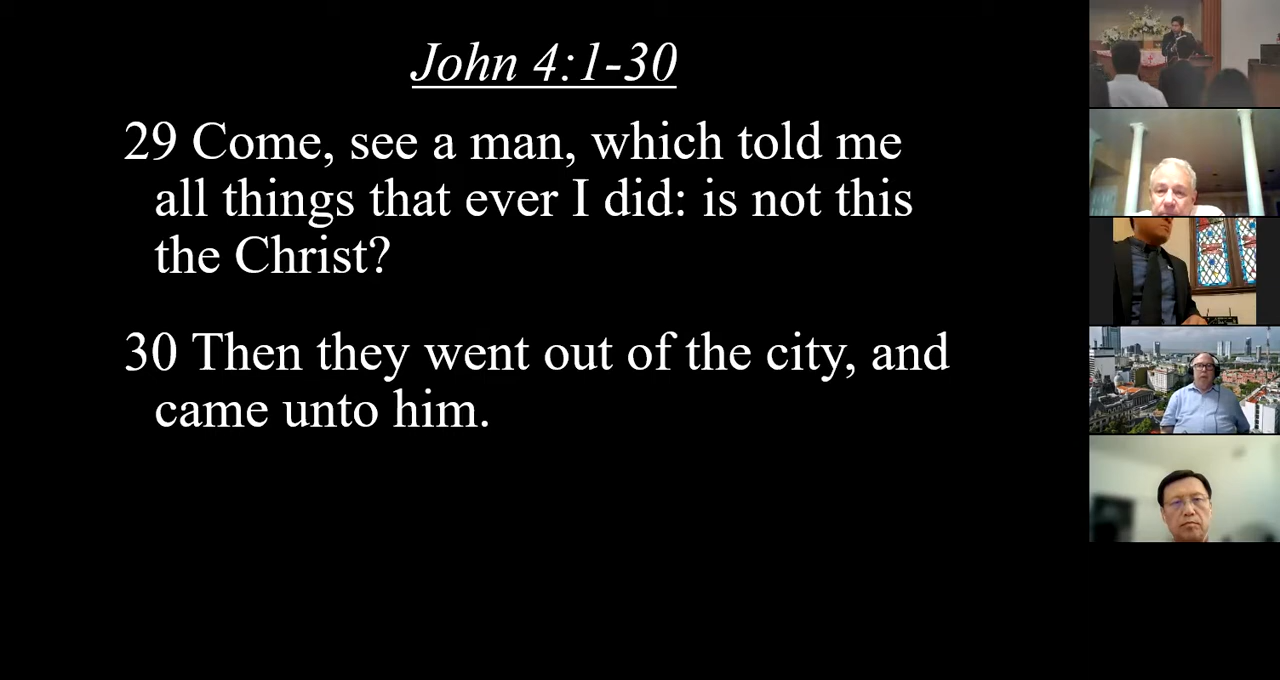 John 4:1-30
29 Come, see a man, which told me
all things that ever I did: is not this
the Christ?
30 Then they went out of the city, and
came unto him.